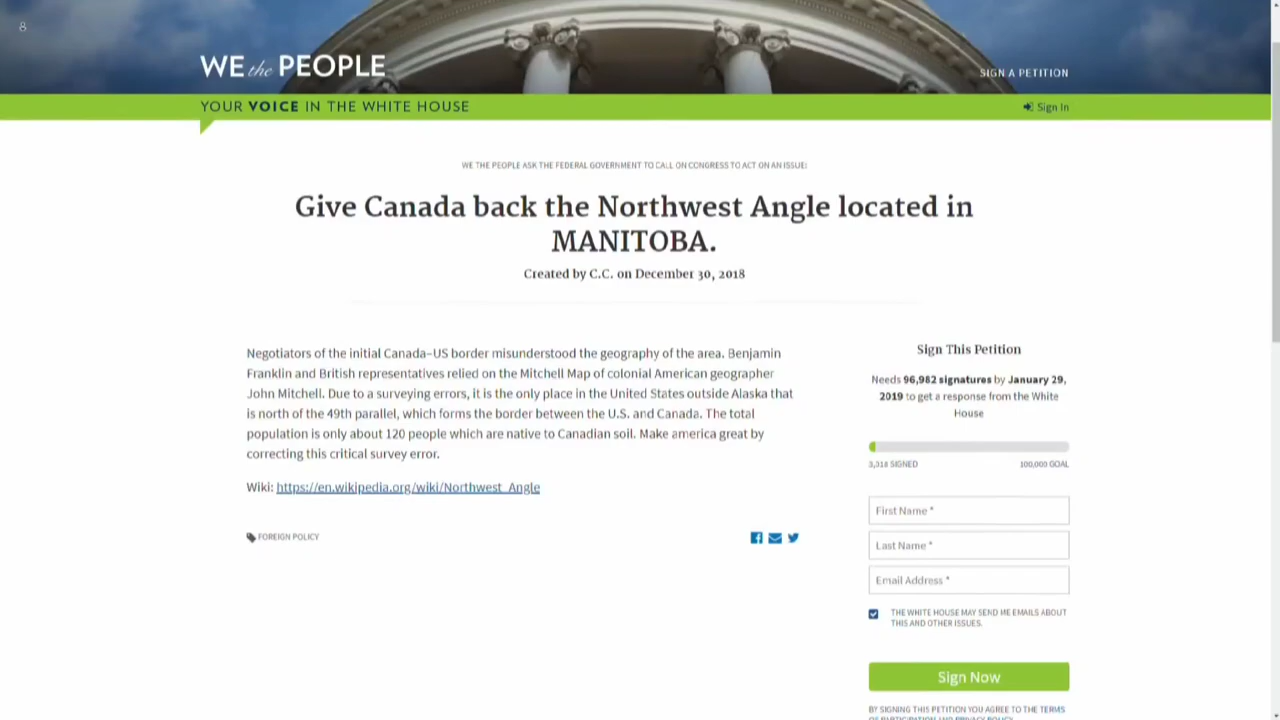 8
WE the PEOPLE
SIGN A PETITION
YOUR VOICE IN THE WHITE HOUSE
Sign In
WE THE PEOPLE ASK THE FEDERAL GOVERNMENT TO CALL ON CONGRESS TO ACT ON AN ISSUE:
Give Canada back the Northwest Angle located in
MANITOBA.
Created by C.C. on December 30, 2018
Negotiators of the initial Canada-US border misunderstood the geography of the area. Benjamin
Franklin and British representatives relied on the Mitchell Map of colonial American geographer
John Mitchell. Due to a surveying errors, it is the only place in the United States outside Alaska that
is north of the 49th parallel, which forms the border between the U.S. and Canada. The total
population is only about 120 people which are native to Canadian soil. Make america great by
correcting this critical survey error.
Wiki: https://en.wikipedia.org/wiki/Northwest_Angle
FOREIGN POLICY
Sign This Petition
Needs 96,982 signatures by January 29,
2019 to get a response from the White
House
3,018 SIGNED
100,000 GOAL
First Name *
Last Name *
Email Address *
THE WHITE HOUSE MAY SEND ME EMAILS ABOUT
THIS AND OTHER ISSUES.
Sign Now
BY SIGNING THIS PETITION YOU AGREE TO THE TERMS
OF PARTICIPATION AND PRIVACY POLICY